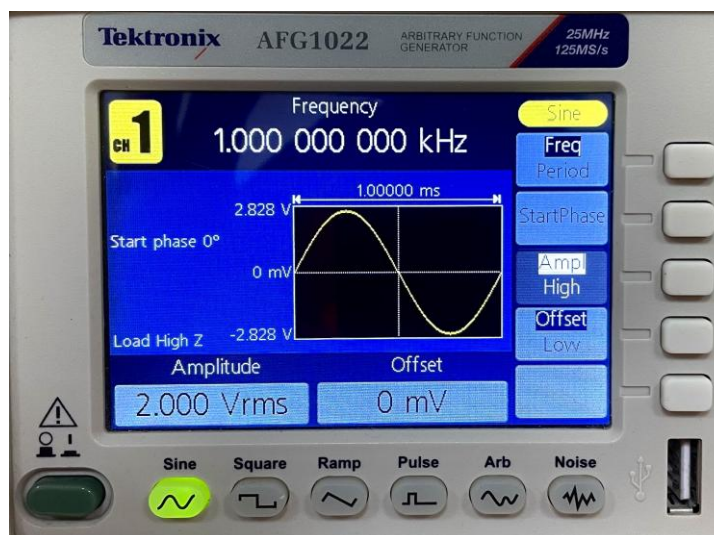 Tektronix AFG1022 ARBITRARY FUNCTION GENERATOR 25MHz 125MS/s
CH 1
Frequency
1.000 000 000 kHz
Sine
Freq
Period
StartPhase
Ampl
High
Offset
Low
1.00000 ms
2.828 V
Start phase 0°
0 mV
Load High Z
-2.828 V
Amplitude
Offset
2.000 Vrms
0 mV
Sine
Square
Ramp
Pulse
Arb
Noise